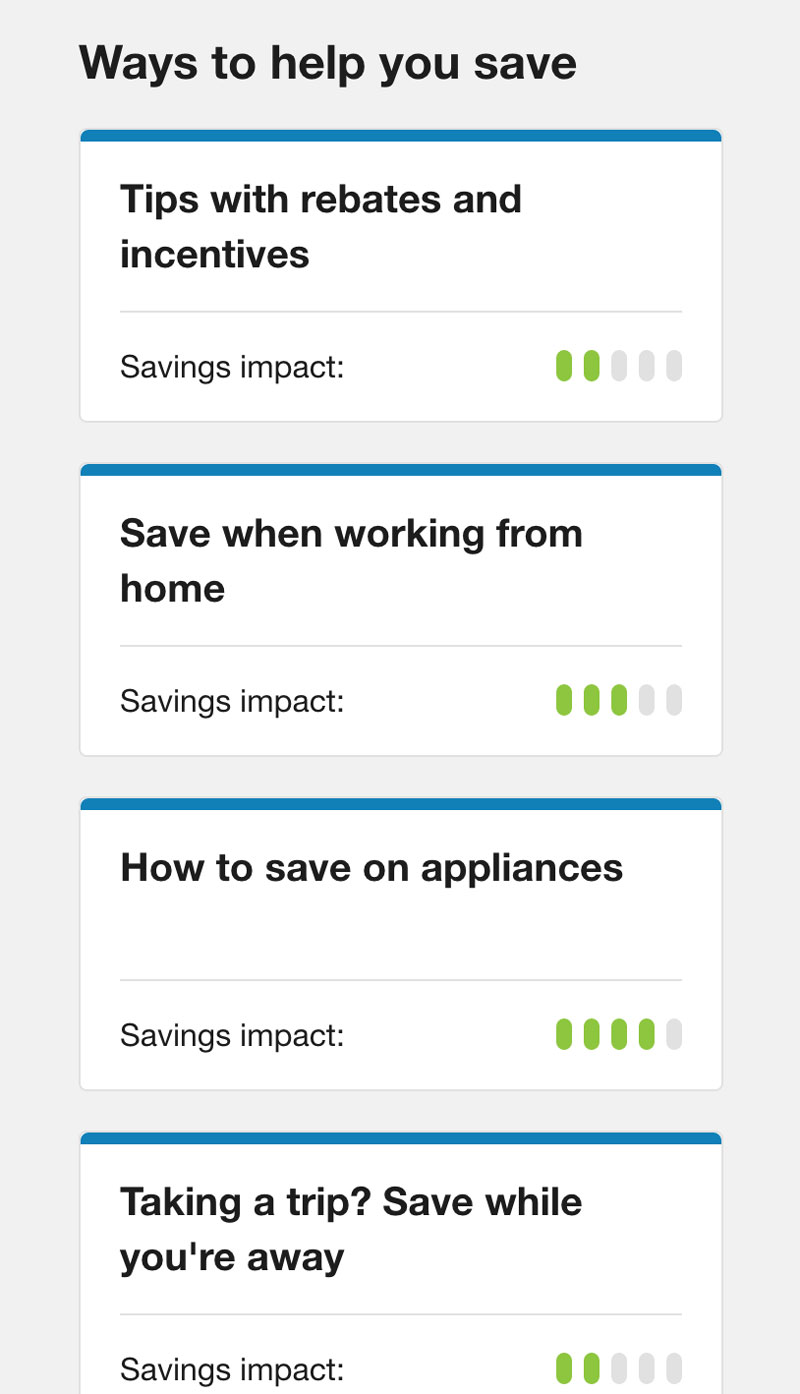 Ways to help you save
Tips with rebates and
incentives
Savings impact:
Save when working from
home
Savings impact:
How to save on appliances
Savings impact:
Taking a trip? Save while
you're away
Savings impact: